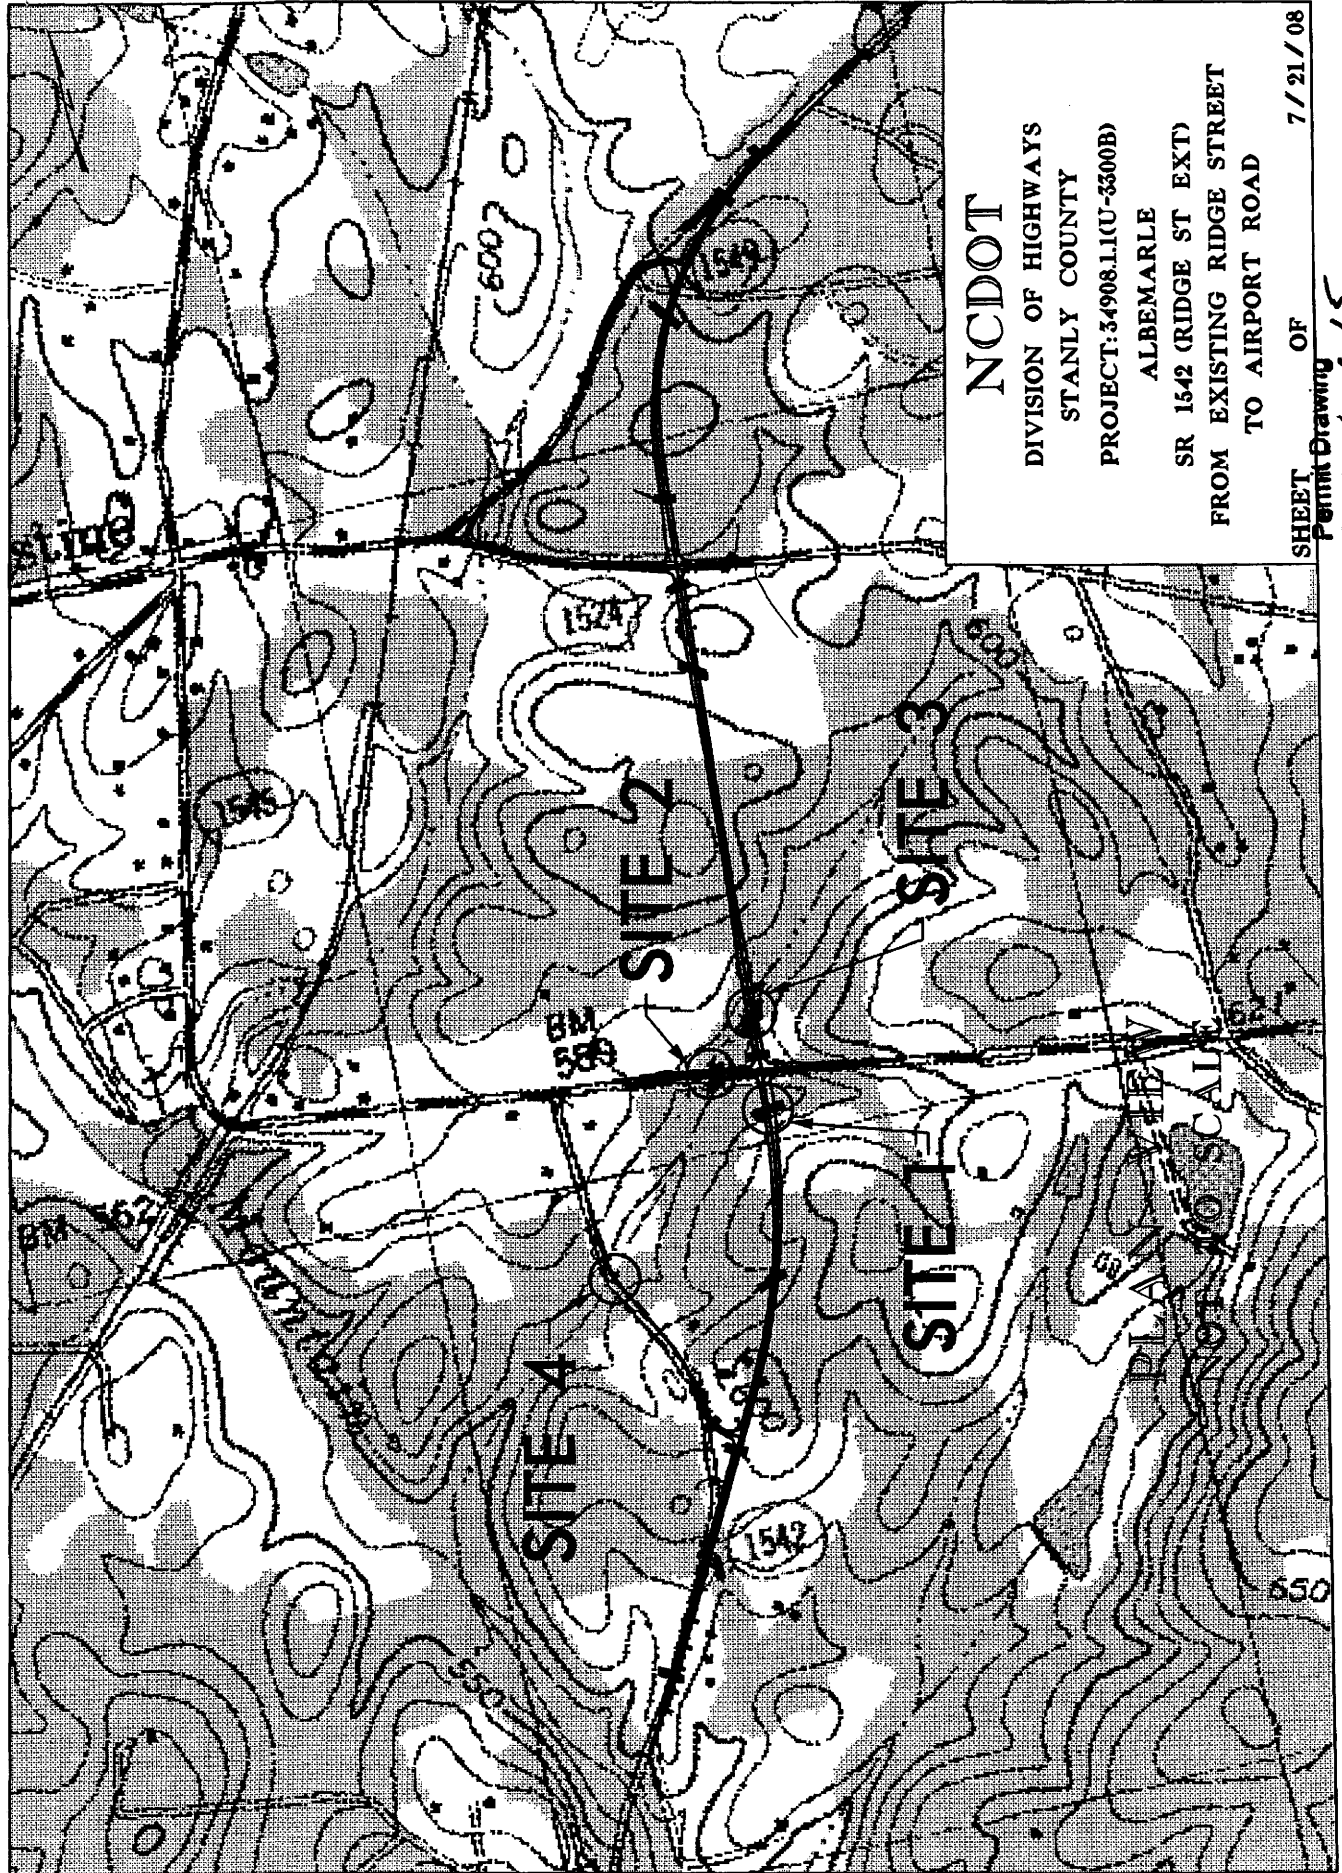 SITE 4
SITE 1
SITE 2
SITE 3
BM 562
BM
1545
1524
1549
1542
600
600
550
650
PLAN VIEW
NOT TO SCALE
NCDOT
DIVISION OF HIGHWAYS
STANLY COUNTY
PROJECT:34908.1.1(U-3300B)
ALBEMARLE
SR 1542 (RIDGE ST EXT)
FROM EXISTING RIDGE STREET
TO AIRPORT ROAD
SHEET OF 7/21/08
Permit Drawing